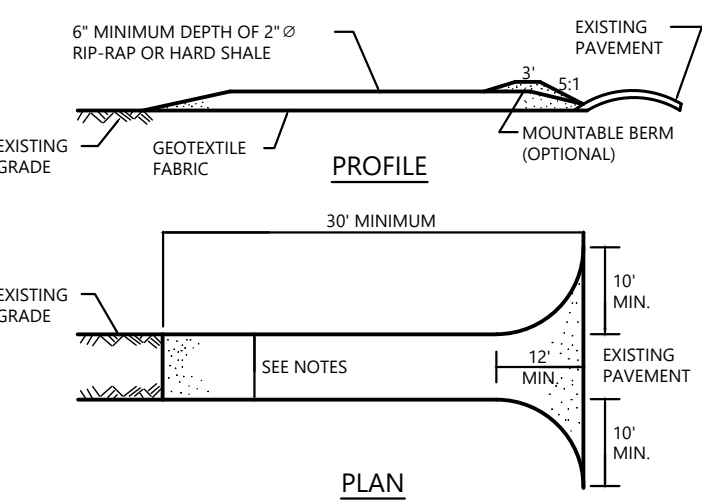 6" MINIMUM DEPTH OF 2"∅
RIP-RAP OR HARD SHALE
EXISTING
PAVEMENT
3'
5:1
EXISTING
GRADE
GEOTEXTILE
FABRIC
MOUNTABLE BERM
(OPTIONAL)
PROFILE
30' MINIMUM
EXISTING
GRADE
10'
MIN.
SEE NOTES
12'
MIN.
EXISTING
PAVEMENT
10'
MIN.
PLAN